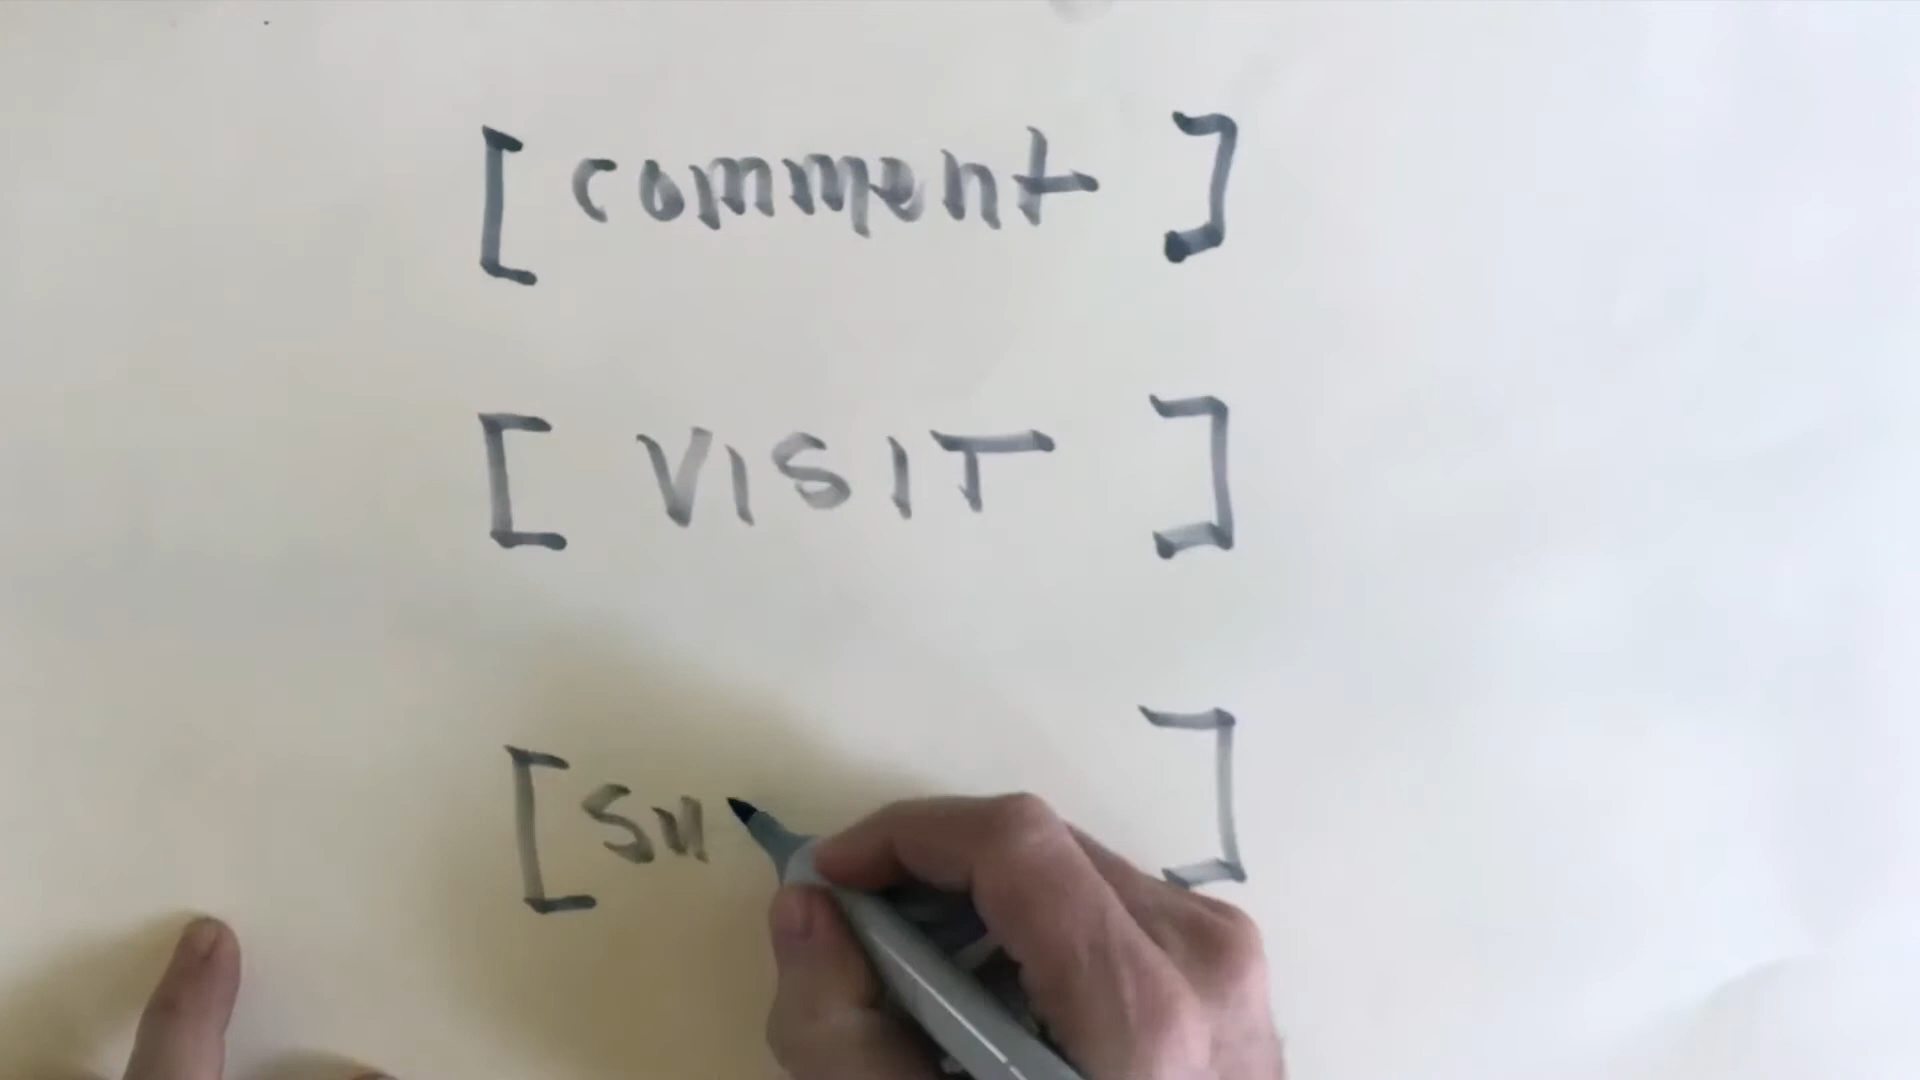 [ comment ]
[ VISIT ]
[ Su ]